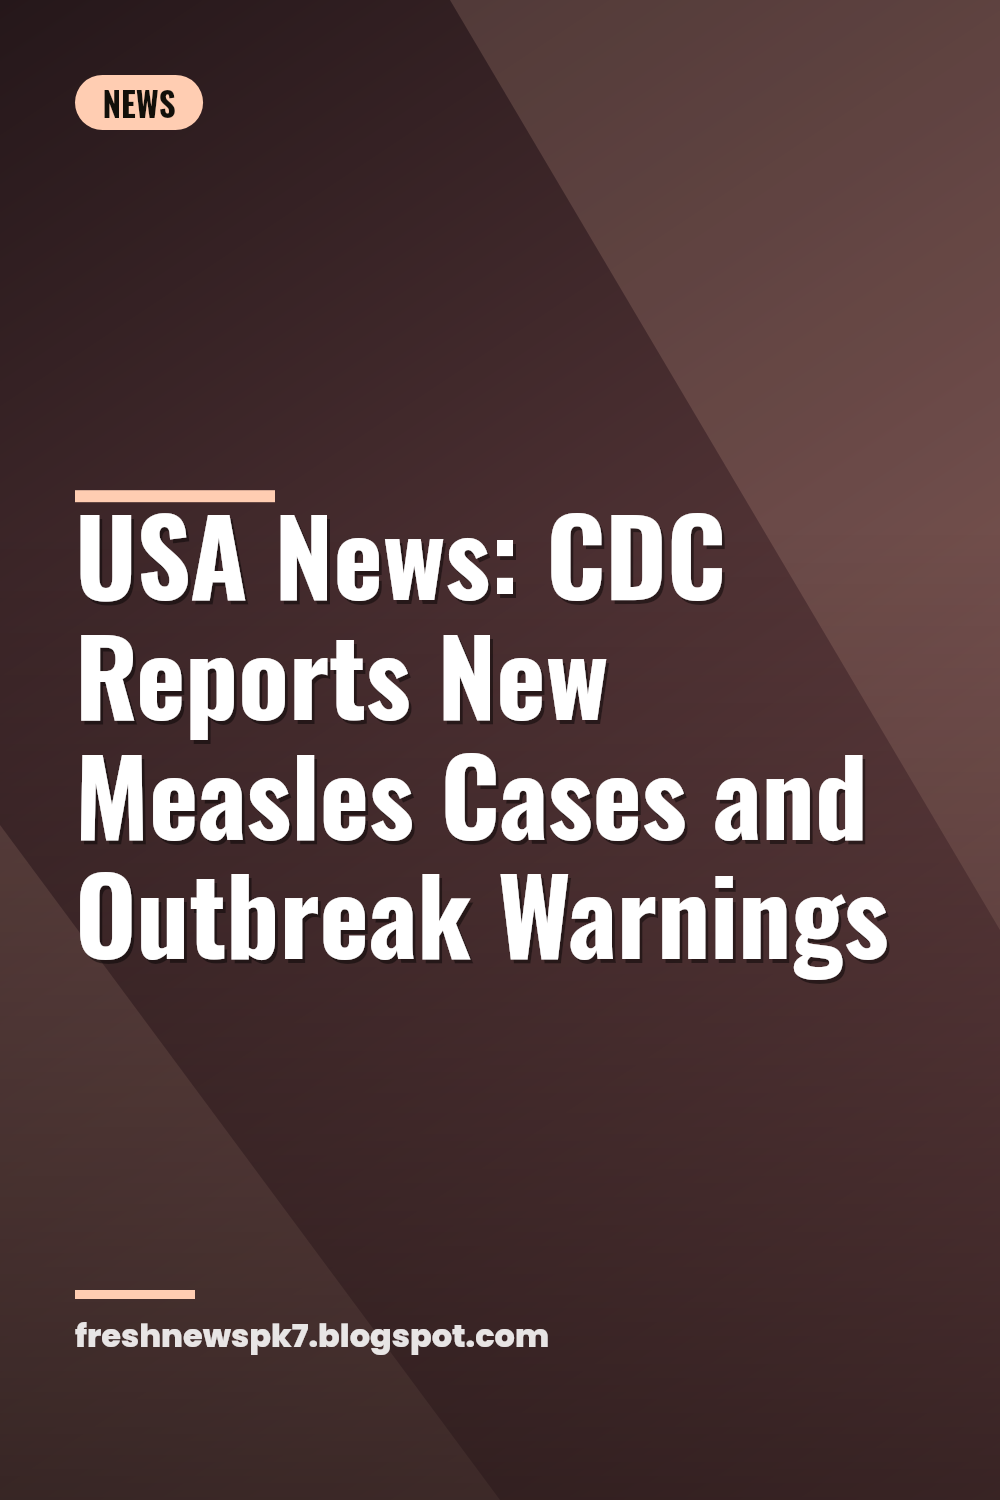 NEWS
USA News: CDC
Reports New
Measles Cases and
Outbreak Warnings
freshnewspk7.blogspot.com